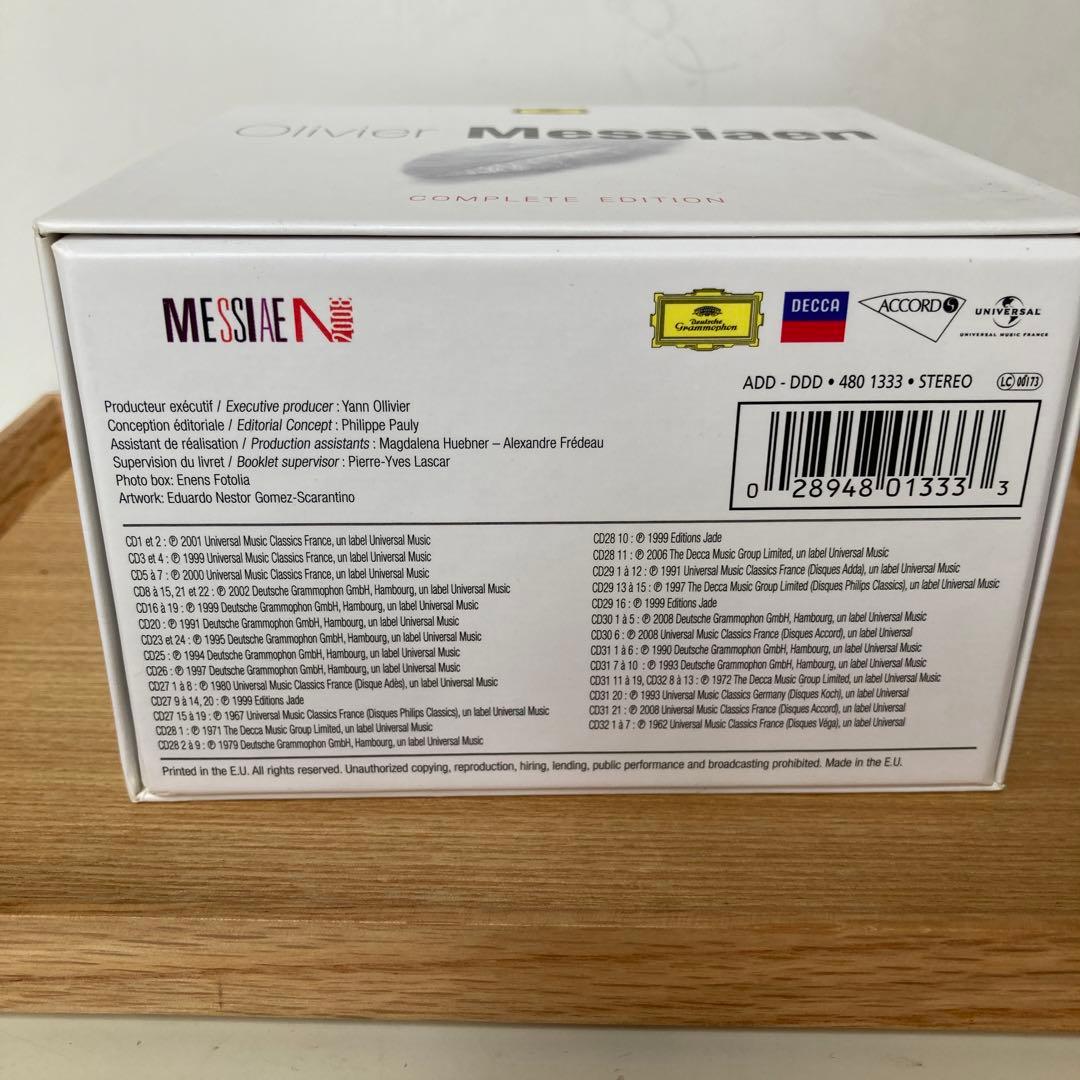 Olivier Messiaen
COMPLETE EDITION
MESSIAEN 2008
Deutsche Grammophon
DECCA
ACCORD
UNIVERSAL
UNIVERSAL MUSIC FRANCE
ADD - DDD • 480 1333 • STEREO
LC 00173
Producteur exécutif / Executive producer : Yann Ollivier
Conception éditoriale / Editorial Concept : Philippe Pauly
Assistant de réalisation / Production assistants : Magdalena Huebner – Alexandre Frédeau
Supervision du livret / Booklet supervisor : Pierre-Yves Lascar
Photo box: Enens Fotolia
Artwork: Eduardo Nestor Gomez-Scarantino
0 28948 01333 3
CD1 et 2 : ℗ 2001 Universal Music Classics France, un label Universal Music
CD3 et 4 : ℗ 1999 Universal Music Classics France, un label Universal Music
CD5 à 7 : ℗ 2000 Universal Music Classics France, un label Universal Music
CD8 à 15, 21 et 22 : ℗ 2002 Deutsche Grammophon GmbH, Hambourg, un label Universal Music
CD16 à 19 : ℗ 1999 Deutsche Grammophon GmbH, Hambourg, un label Universal Music
CD20 : ℗ 1991 Deutsche Grammophon GmbH, Hambourg, un label Universal Music
CD23 et 24 : ℗ 1995 Deutsche Grammophon GmbH, Hambourg, un label Universal Music
CD25 : ℗ 1994 Deutsche Grammophon GmbH, Hambourg, un label Universal Music
CD26 : ℗ 1997 Deutsche Grammophon GmbH, Hambourg, un label Universal Music
CD27 1 à 8 : ℗ 1980 Universal Music Classics France (Disque Adès), un label Universal Music
CD27 9 à 14, 20 : ℗ 1999 Editions Jade
CD27 15 à 19 : ℗ 1967 Universal Music Classics France (Disques Philips Classics), un label Universal Music
CD28 1 : ℗ 1971 The Decca Music Group Limited, un label Universal Music
CD28 2 à 9 : ℗ 1979 Deutsche Grammophon GmbH, Hambourg, un label Universal Music
CD28 10 : ℗ 1999 Editions Jade
CD28 11 : ℗ 2006 The Decca Music Group Limited, un label Universal Music
CD29 1 à 12 : ℗ 1991 Universal Music Classics France (Disques Adda), un label Universal Music
CD29 13 à 15 : ℗ 1997 The Decca Music Group Limited (Disques Philips Classics), un label Universal Music
CD29 16 : ℗ 1999 Editions Jade
CD30 1 à 5 : ℗ 2008 Deutsche Grammophon GmbH, Hambourg, un label Universal Music
CD30 6 : ℗ 2008 Universal Music Classics France (Disques Accord), un label Universal
CD31 1 à 6 : ℗ 1990 Deutsche Grammophon GmbH, Hambourg, un label Universal Music
CD31 7 à 10 : ℗ 1993 Deutsche Grammophon GmbH, Hambourg, un label Universal Music
CD31 11 à 19, CD32 8 à 13 : ℗ 1972 The Decca Music Group Limited, un label Universal Music
CD31 20 : ℗ 1993 Universal Music Classics Germany (Disques Koch), un label Universal
CD31 21 : ℗ 2008 Universal Music Classics France (Disques Accord), un label Universal
CD32 1 à 7 : ℗ 1962 Universal Music Classics France (Disques Véga), un label Universal
Printed in the E.U. All rights reserved. Unauthorized copying, reproduction, hiring, lending, public performance and broadcasting prohibited. Made in the E.U.